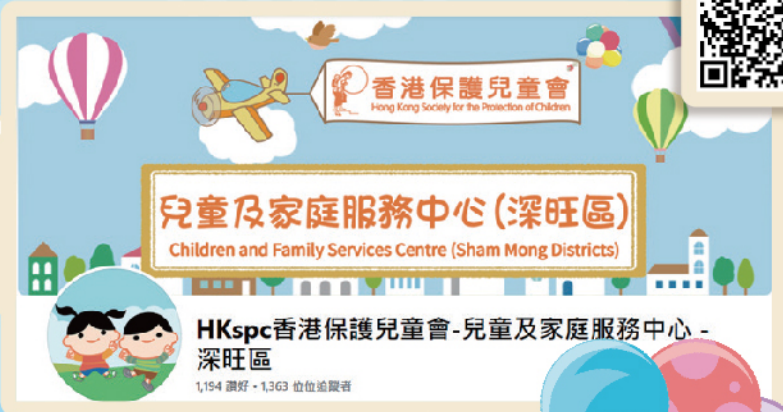 香港保護兒童會
Hong Kong Society for the Protection of Children
兒童及家庭服務中心(深旺區)
Children and Family Services Centre (Sham Mong Districts)
HKspc香港保護兒童會-兒童及家庭服務中心 -
深旺區
1,194 讚好 • 1,363 位位追蹤者